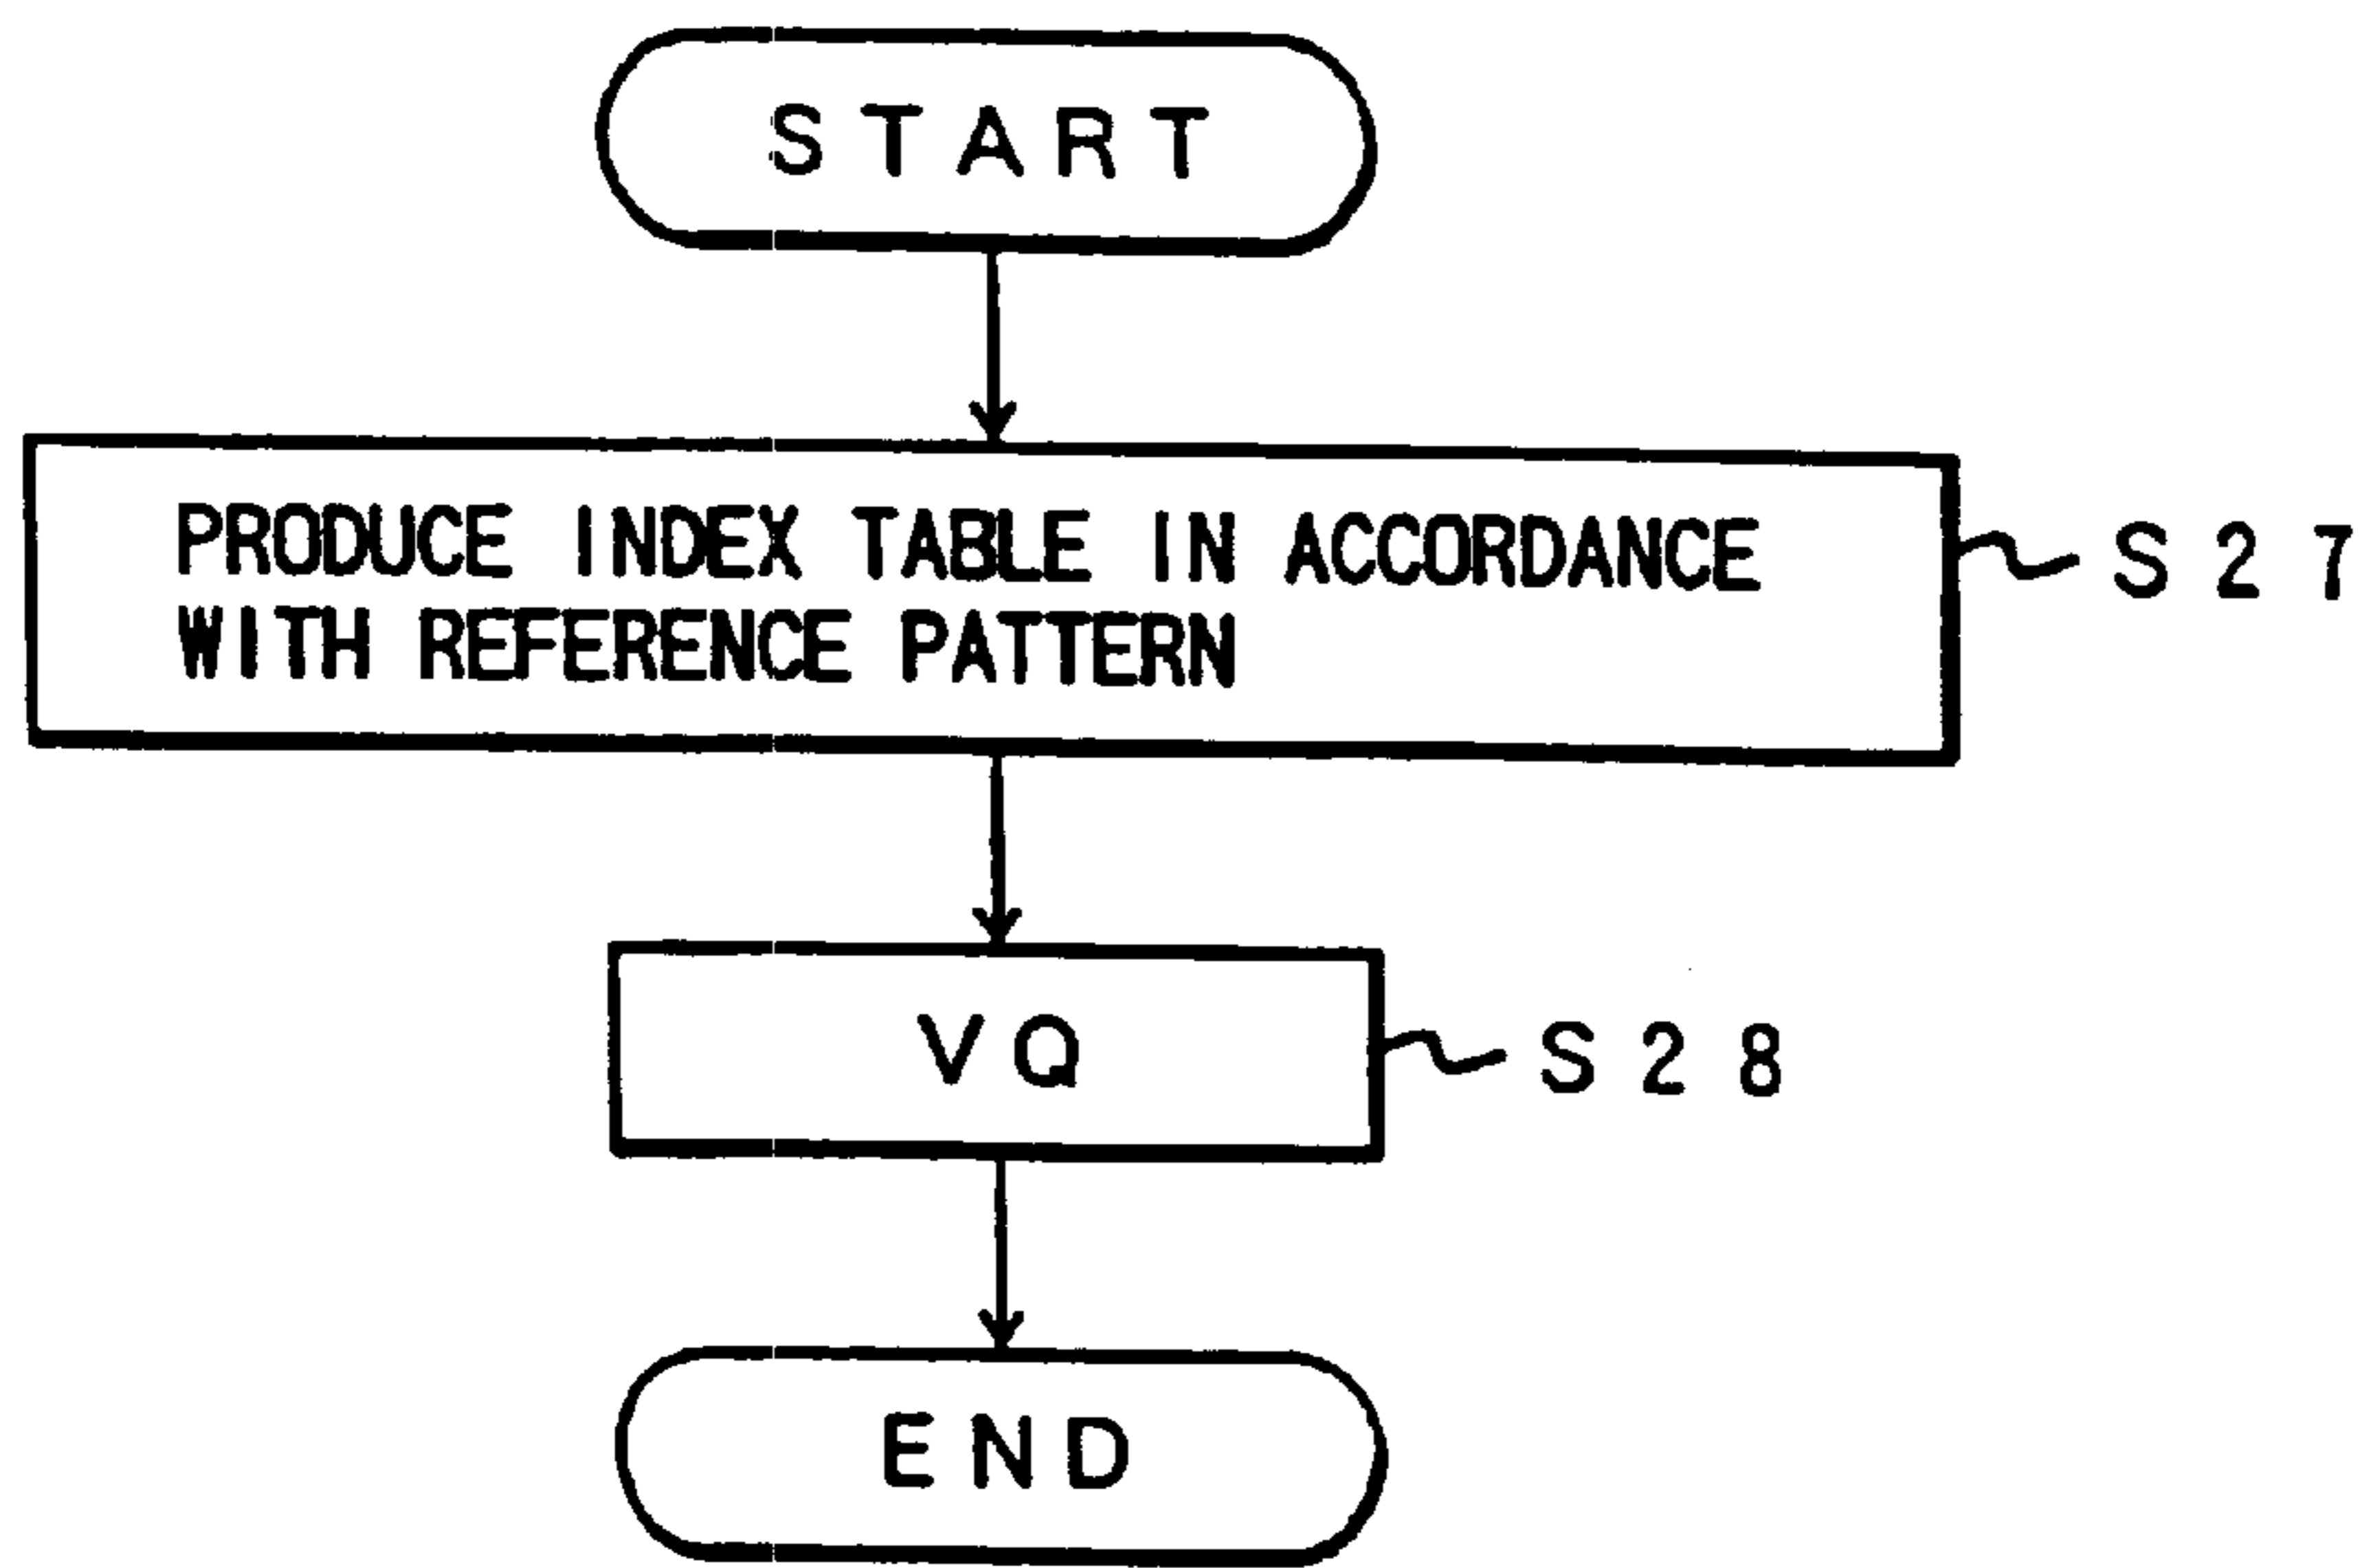 START
PRODUCE INDEX TABLE IN ACCORDANCE
WITH REFERENCE PATTERN
S27
VQ
S28
END